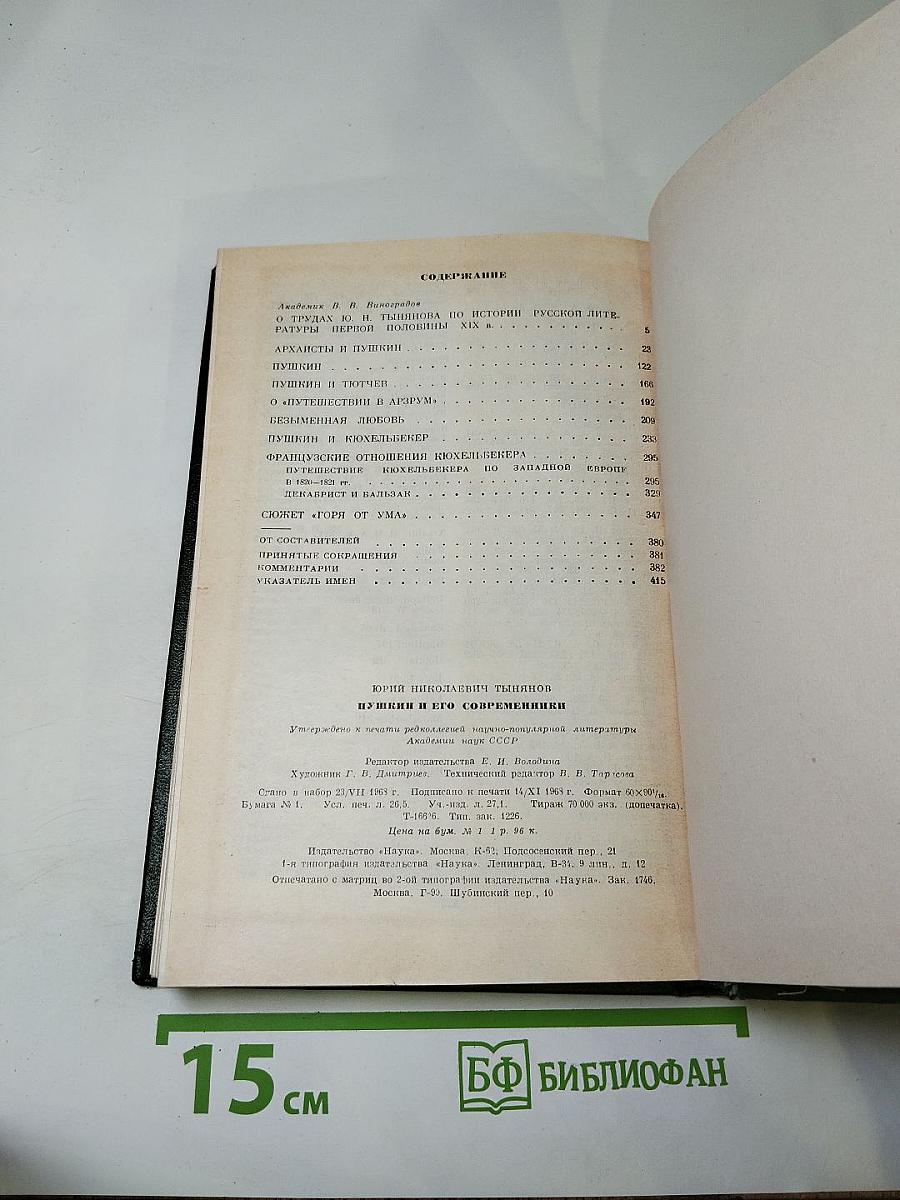 СОДЕРЖАНИЕ
Академик В. В. Виноградов
О ТРУДАХ Ю. Н. ТЫНЯНОВА ПО ИСТОРИИ РУССКОЙ ЛИТЕ-
РАТУРЫ ПЕРВОЙ ПОЛОВИНЫ XIX в. . . . . . . . . . . . 5
АРХАИСТЫ И ПУШКИН . . . . . . . . . . . . . . . . . 23
ПУШКИН . . . . . . . . . . . . . . . . . . . . . 122
ПУШКИН И ТЮТЧЕВ . . . . . . . . . . . . . . . . . 166
О «ПУТЕШЕСТВИИ В АРЗРУМ» . . . . . . . . . . . . . . 192
БЕЗЫМЕННАЯ ЛЮБОВЬ . . . . . . . . . . . . . . . . 209
ПУШКИН И КЮХЕЛЬБЕКЕР . . . . . . . . . . . . . . . 233
ФРАНЦУЗСКИЕ ОТНОШЕНИЯ КЮХЕЛЬБЕКЕРА . . . . . . . . . 295
ПУТЕШЕСТВИЕ КЮХЕЛЬБЕКЕРА ПО ЗАПАДНОЙ ЕВРОПЕ
В 1820—1821 гг. . . . . . . . . . . . . . . . . . . 295
ДЕКАБРИСТ И БАЛЬЗАК . . . . . . . . . . . . . . . . 329
СЮЖЕТ «ГОРЯ ОТ УМА» . . . . . . . . . . . . . . . . 347
ОТ СОСТАВИТЕЛЕЙ . . . . . . . . . . . . . . . . . 380
ПРИНЯТЫЕ СОКРАЩЕНИЯ . . . . . . . . . . . . . . . 381
КОММЕНТАРИИ . . . . . . . . . . . . . . . . . . . 382
УКАЗАТЕЛЬ ИМЕН . . . . . . . . . . . . . . . . . . 415
ЮРИЙ НИКОЛАЕВИЧ ТЫНЯНОВ
ПУШКИН И ЕГО СОВРЕМЕННИКИ
Утверждено к печати редколлегией научно-популярной литературы
Академии наук СССР
Редактор издательства Е. И. Володина
Художник Г. В. Дмитриев. Технический редактор В. В. Тарасова
Сдано в набор 23/VII 1968 г. Подписано к печати 14/XI 1968 г. Формат 60×90¹/₁₆.
Бумага № 1. Усл. печ. л. 26,5. Уч.-изд. л. 27,1. Тираж 70 000 экз. (допечатка).
Тип. зак. 1226.
Цена на бум. № 1 1 р. 96 к.
Издательство «Наука». Москва, К-62, Подсосенский пер., 21
1-я типография издательства «Наука». Ленинград, В-34, 9 лин., д. 12
Отпечатано с матриц во 2-ой типографии издательства «Наука». Зак. 1746.
Москва, Г-99, Шубинский пер., 10
15 см
БФ БИБЛИОФАН